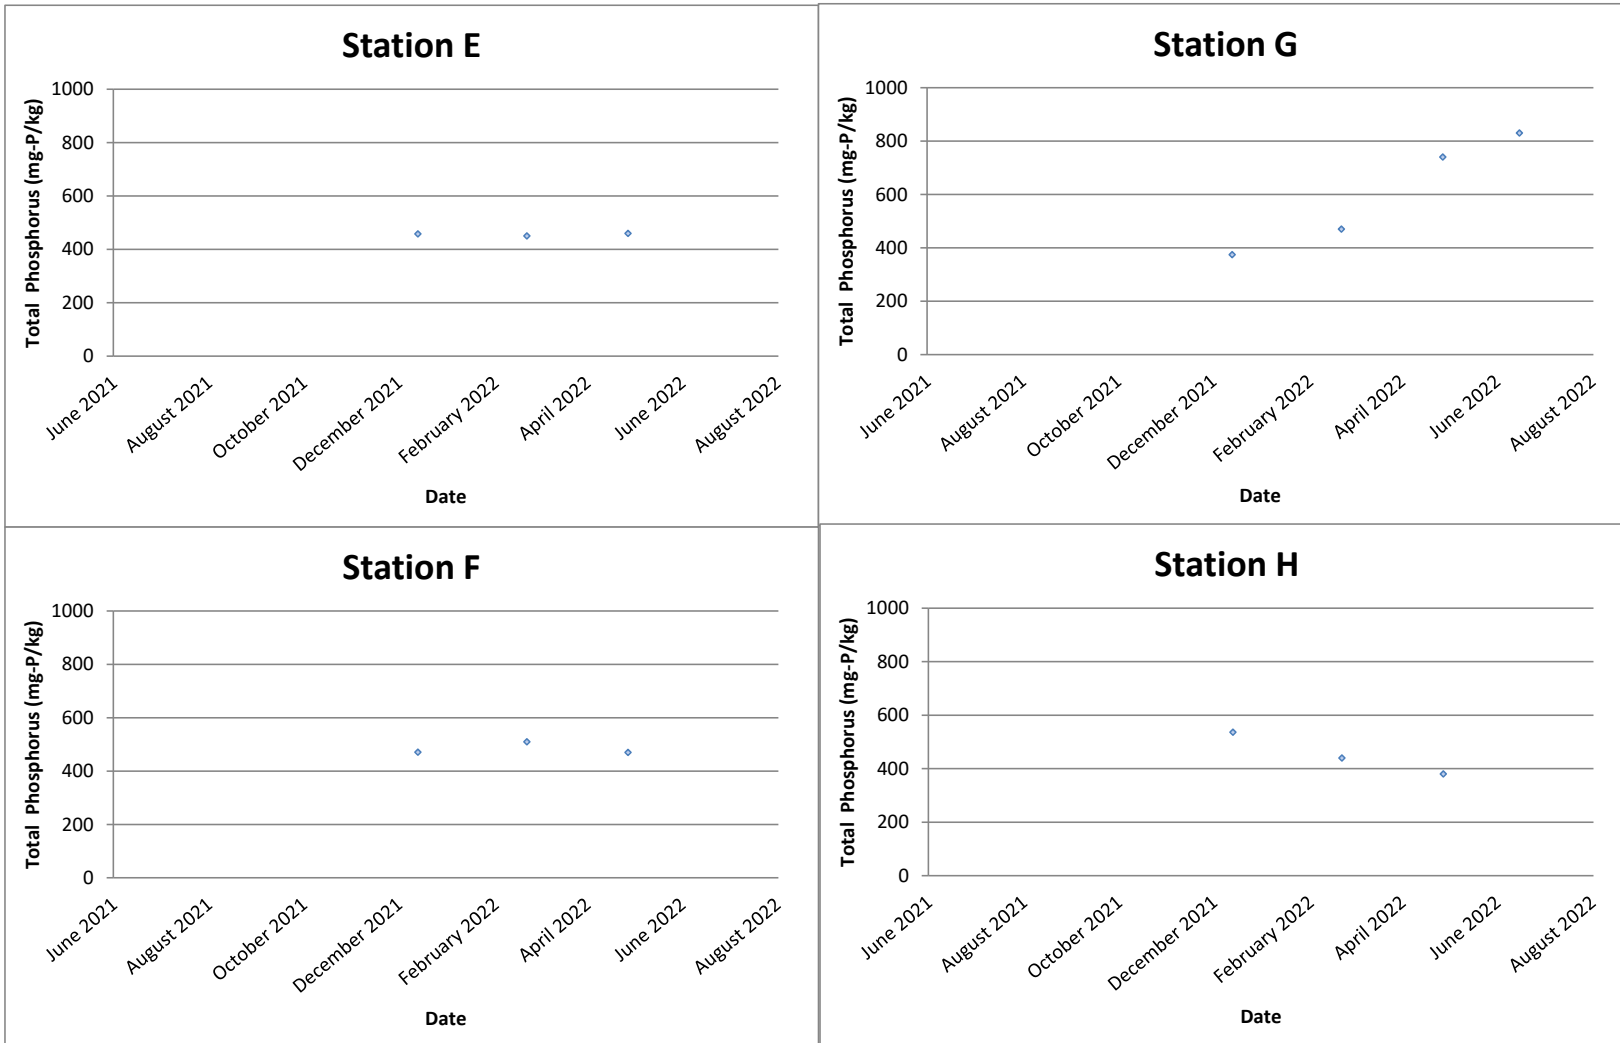 Station E
Total Phosphorus (mg-P/kg)
1000
800
600
400
200
0
June 2021
August 2021
October 2021
December 2021
February 2022
April 2022
June 2022
August 2022
Date
Station G
Total Phosphorus (mg-P/kg)
1000
800
600
400
200
0
June 2021
August 2021
October 2021
December 2021
February 2022
April 2022
June 2022
August 2022
Date
Station F
Total Phosphorus (mg-P/kg)
1000
800
600
400
200
0
June 2021
August 2021
October 2021
December 2021
February 2022
April 2022
June 2022
August 2022
Date
Station H
Total Phosphorus (mg-P/kg)
1000
800
600
400
200
0
June 2021
August 2021
October 2021
December 2021
February 2022
April 2022
June 2022
August 2022
Date